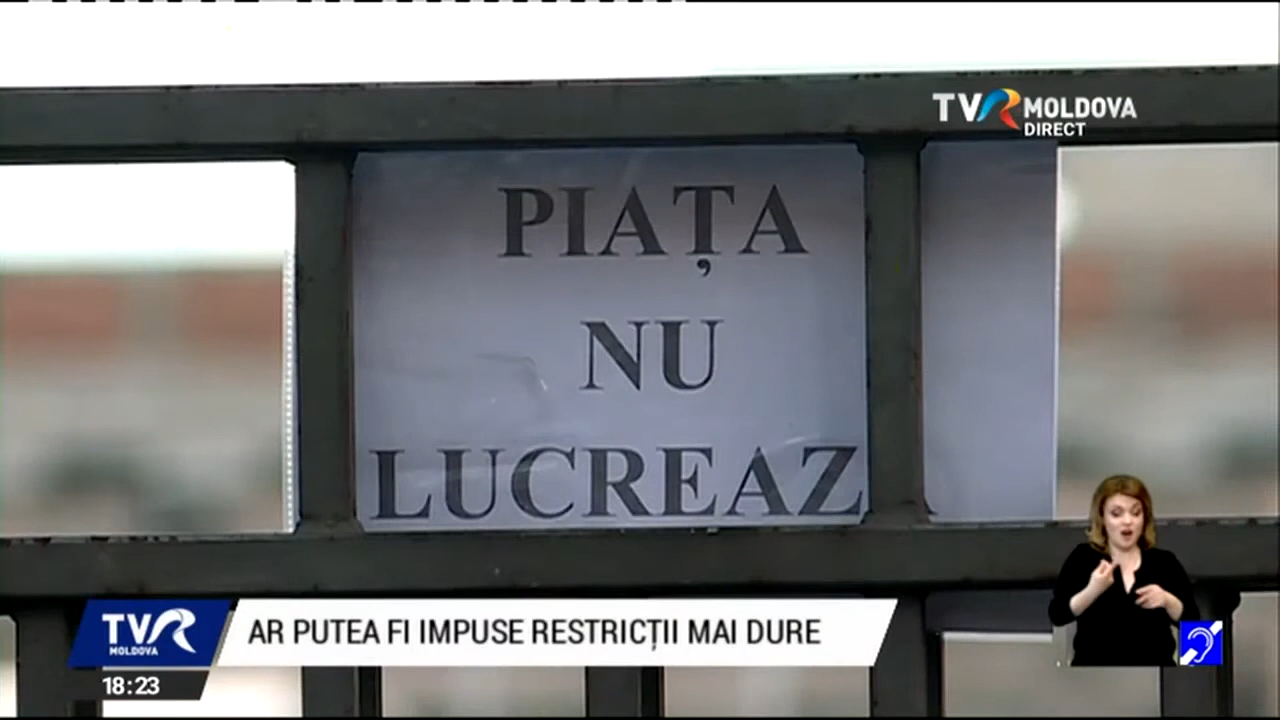 TVR MOLDOVA
DIRECT
PIAȚA
NU
LUCREAZ
TVR
MOLDOVA
AR PUTEA FI IMPUSE RESTRICȚII MAI DURE
18:23